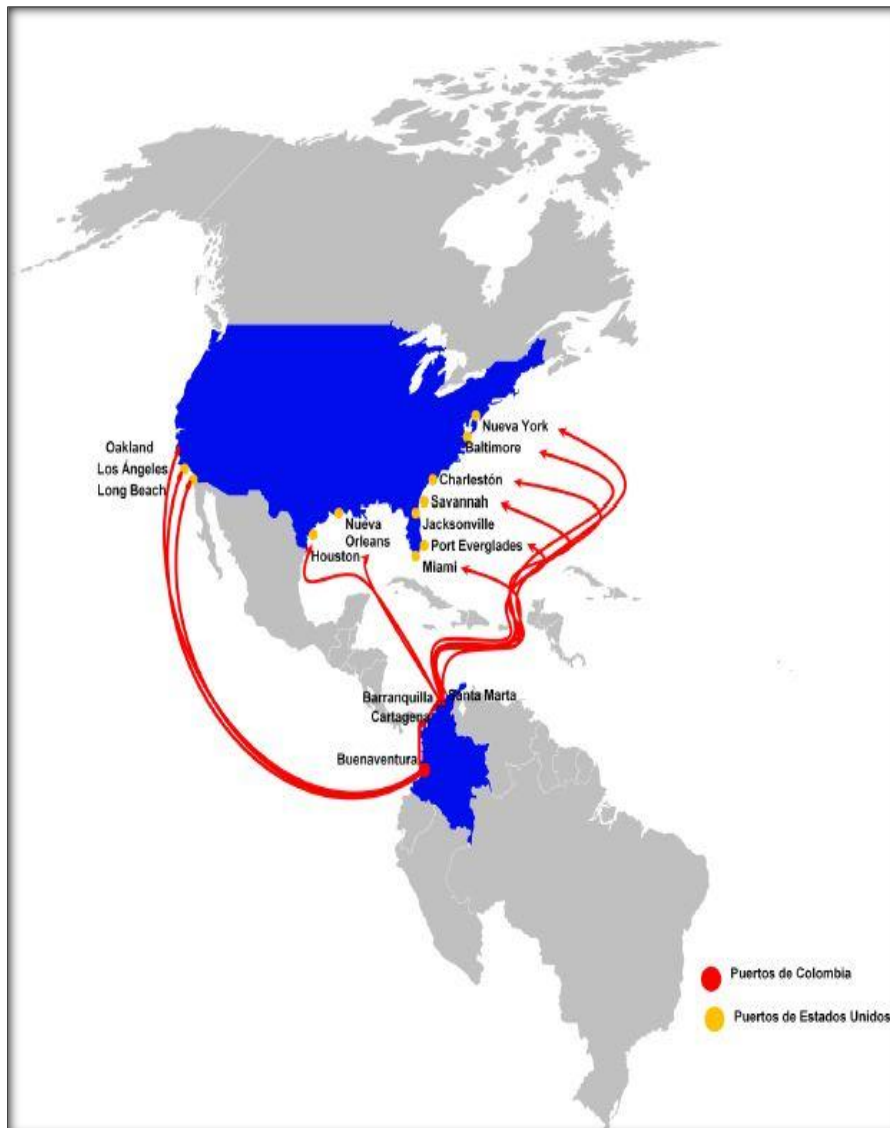 Nueva York
Oakland
Baltimore
Los Ángeles
Charlestón
Long Beach
Savannah
Nueva
Orleans
Jacksonville
Port Everglades
Houston
Miami
Barranquilla
Santa Marta
Cartagena
Buenaventura
Puertos de Colombia
Puertos de Estados Unidos